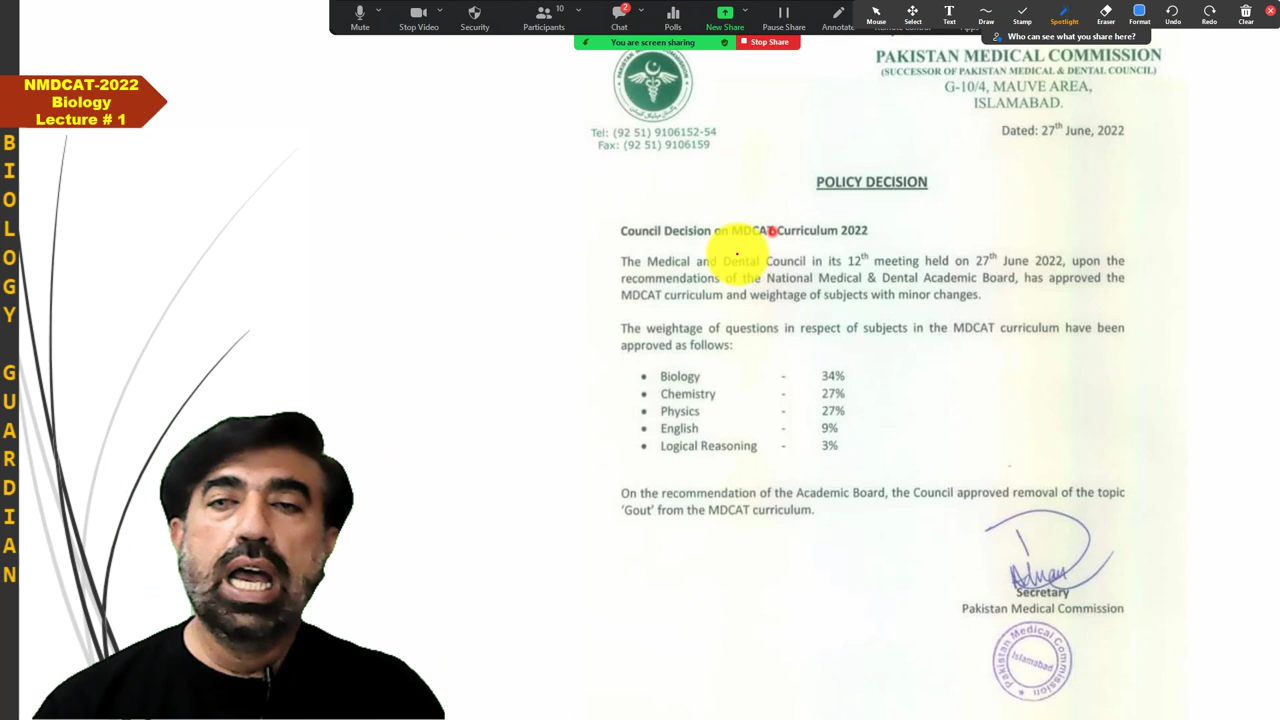 Mute
Stop Video
Security
Participants
10
Chat
2
Polls
New Share
Pause Share
Annotate
Mouse
Select
Text
Draw
Stamp
Spotlight
Eraser
Format
Undo
Redo
Clear
Who can see what you share here?
You are screen sharing
Stop Share
NMDCAT-2022
Biology
Lecture # 1
BIOLOGY GUARDIAN
PAKISTAN MEDICAL COMMISSION
(SUCCESSOR OF PAKISTAN MEDICAL & DENTAL COUNCIL)
G-10/4, MAUVE AREA,
ISLAMABAD.
Tel: (92 51) 9106152-54
Fax: (92 51) 9106159
Dated: 27th June, 2022
POLICY DECISION
Council Decision on MDCAT Curriculum 2022
The Medical and Dental Council in its 12th meeting held on 27th June 2022, upon the
recommendations of the National Medical & Dental Academic Board, has approved the
MDCAT curriculum and weightage of subjects with minor changes.
The weightage of questions in respect of subjects in the MDCAT curriculum have been
approved as follows:
• Biology - 34%
• Chemistry - 27%
• Physics - 27%
• English - 9%
• Logical Reasoning - 3%
On the recommendation of the Academic Board, the Council approved removal of the topic
‘Gout’ from the MDCAT curriculum.
Adnan
Secretary
Pakistan Medical Commission
Pakistan Medical Commission
Islamabad